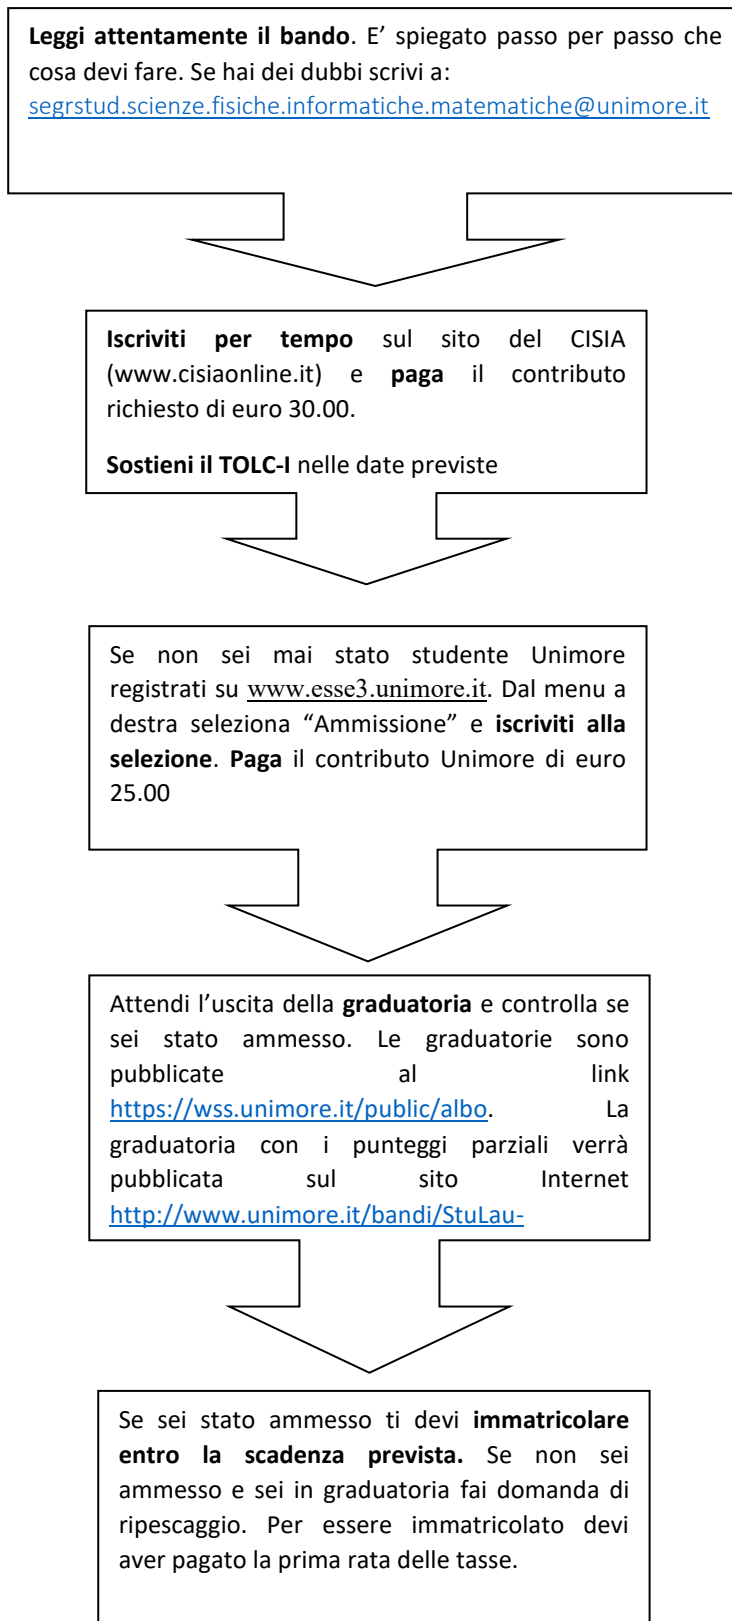 Leggi attentamente il bando. E’ spiegato passo per passo che
cosa devi fare. Se hai dei dubbi scrivi a:
segrstud.scienze.fisiche.informatiche.matematiche@unimore.it
Iscriviti per tempo sul sito del CISIA
(www.cisiaonline.it) e paga il contributo
richiesto di euro 30.00.
Sostieni il TOLC-I nelle date previste
Se non sei mai stato studente Unimore
registrati su www.esse3.unimore.it. Dal menu a
destra seleziona “Ammissione” e iscriviti alla
selezione. Paga il contributo Unimore di euro
25.00
Attendi l’uscita della graduatoria e controlla se
sei stato ammesso. Le graduatorie sono
pubblicate al link
https://wss.unimore.it/public/albo. La
graduatoria con i punteggi parziali verrà
pubblicata sul sito Internet
http://www.unimore.it/bandi/StuLau-
Se sei stato ammesso ti devi immatricolare
entro la scadenza prevista. Se non sei
ammesso e sei in graduatoria fai domanda di
ripescaggio. Per essere immatricolato devi
aver pagato la prima rata delle tasse.